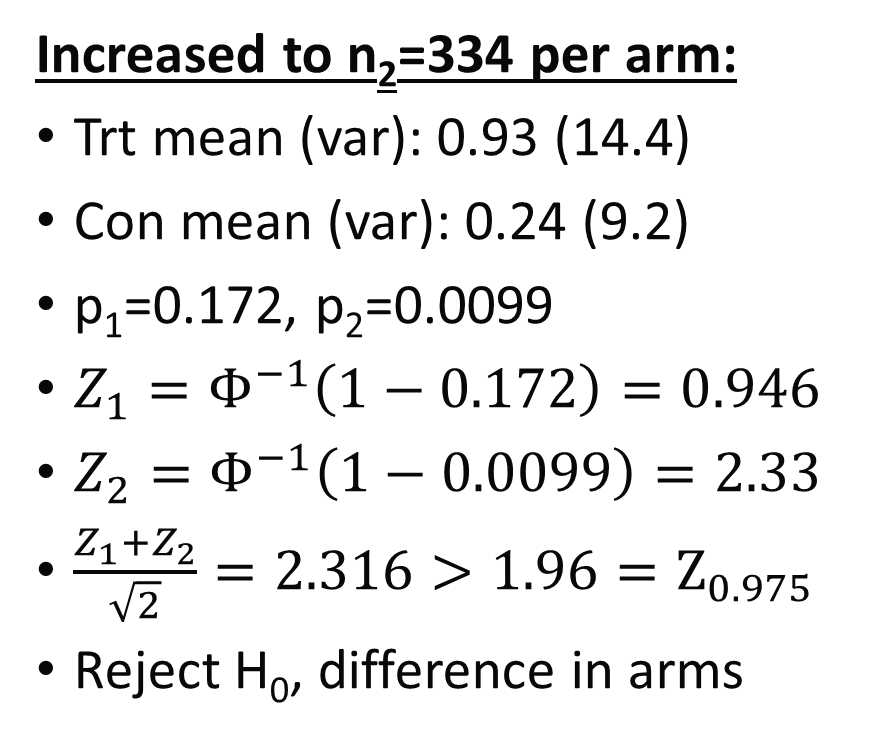 Increased to n₂=334 per arm:
• Trt mean (var): 0.93 (14.4)
• Con mean (var): 0.24 (9.2)
• p₁=0.172, p₂=0.0099
• Z₁ = Φ⁻¹(1 − 0.172) = 0.946
• Z₂ = Φ⁻¹(1 − 0.0099) = 2.33
• (Z₁+Z₂)/√2 = 2.316 > 1.96 = Z₀.₉₇₅
• Reject H₀, difference in arms